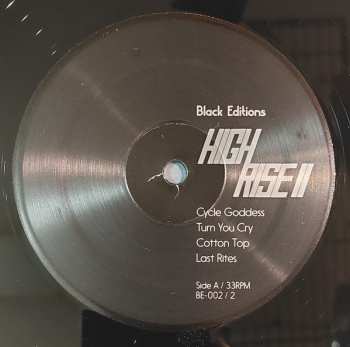 Black Editions
HIGH
RISE II
Cycle Goddess
Turn You Cry
Cotton Top
Last Rites
Side A / 33RPM
BE-002 / 2